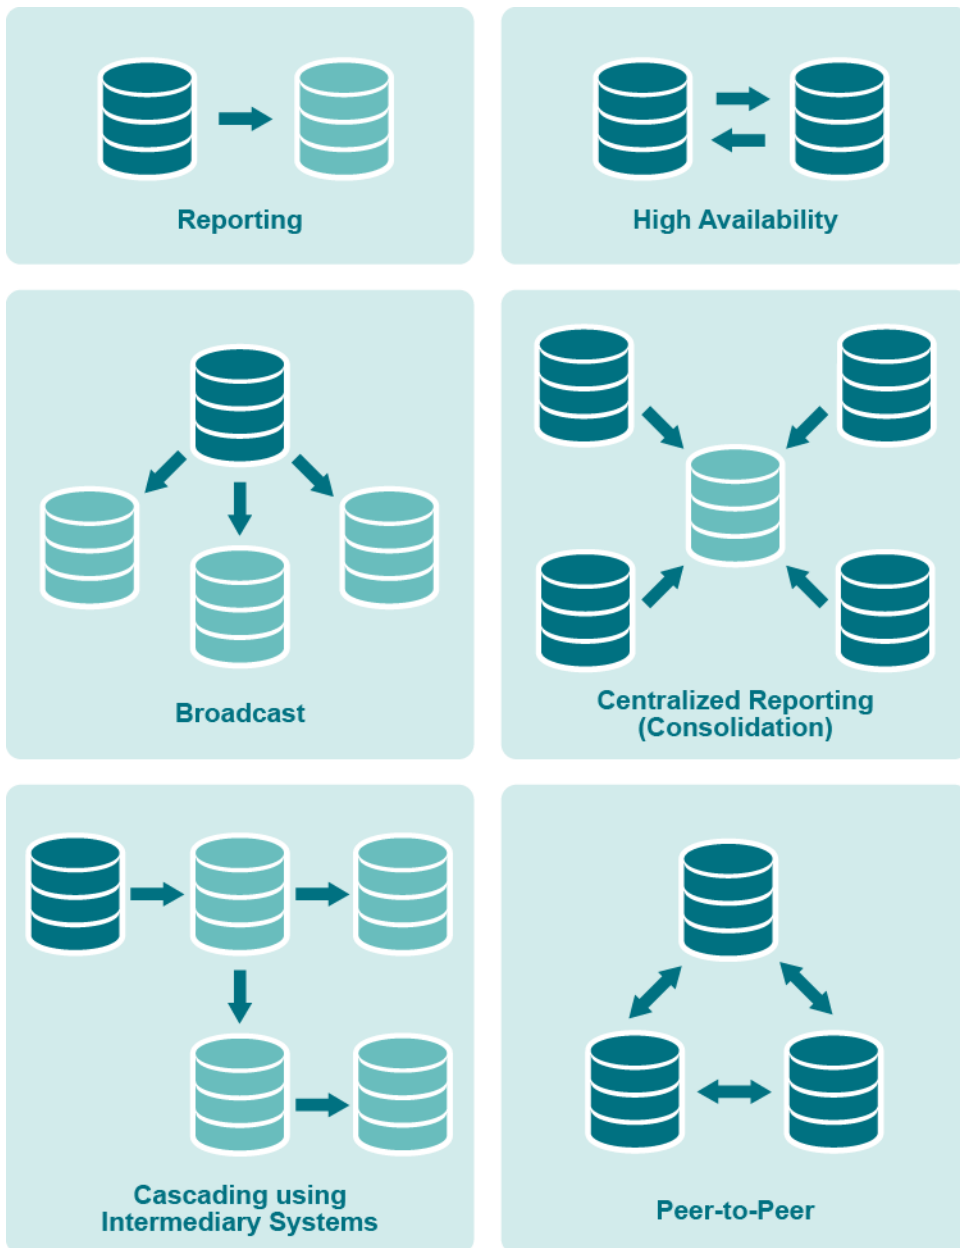 Reporting
High Availability
Broadcast
Centralized Reporting
(Consolidation)
Cascading using
Intermediary Systems
Peer-to-Peer